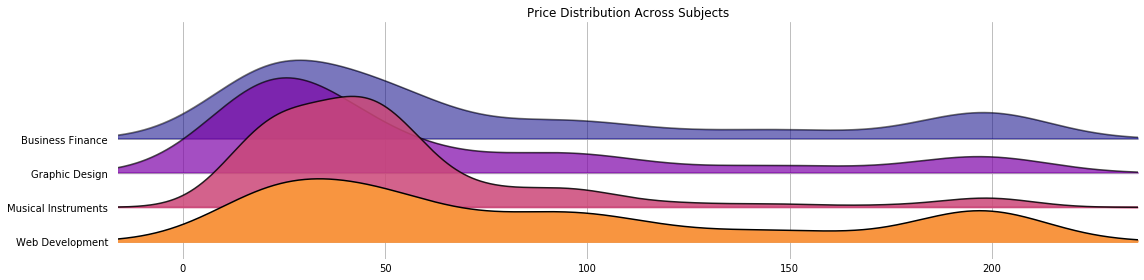 Price Distribution Across Subjects
Business Finance
Graphic Design
Musical Instruments
Web Development
0 50 100 150 200